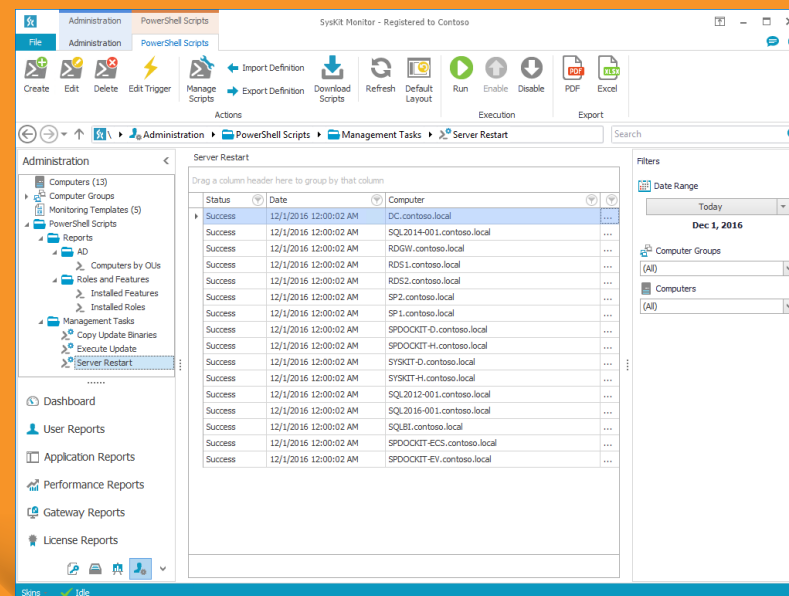 Administration PowerShell Scripts SysKit Monitor - Registered to Contoso
File Administration PowerShell Scripts
Create Edit Delete Edit Trigger Manage Scripts Import Definition Export Definition Download Scripts Refresh Default Layout Run Enable Disable PDF Excel
Actions Execution Export
\ Administration PowerShell Scripts Management Tasks Server Restart Search
Administration
Computers (13)
Computer Groups
Monitoring Templates (5)
PowerShell Scripts
Reports
AD
Computers by OUs
Roles and Features
Installed Features
Installed Roles
Management Tasks
Copy Update Binaries
Execute Update
Server Restart
Dashboard
User Reports
Application Reports
Performance Reports
Gateway Reports
License Reports
Server Restart
Drag a column header here to group by that column
Status Date Computer
Success 12/1/2016 12:00:02 AM DC.contoso.local ...
Success 12/1/2016 12:00:02 AM SQL2014-001.contoso.local ...
Success 12/1/2016 12:00:02 AM RDGW.contoso.local ...
Success 12/1/2016 12:00:02 AM RDS1.contoso.local ...
Success 12/1/2016 12:00:02 AM RDS2.contoso.local ...
Success 12/1/2016 12:00:02 AM SP2.contoso.local ...
Success 12/1/2016 12:00:02 AM SP1.contoso.local ...
Success 12/1/2016 12:00:02 AM SPDOCKIT-D.contoso.local ...
Success 12/1/2016 12:00:02 AM SPDOCKIT-H.contoso.local ...
Success 12/1/2016 12:00:02 AM SYSKIT-D.contoso.local ...
Success 12/1/2016 12:00:02 AM SYSKIT-H.contoso.local ...
Success 12/1/2016 12:00:02 AM SQL2012-001.contoso.local ...
Success 12/1/2016 12:00:02 AM SQL2016-001.contoso.local ...
Success 12/1/2016 12:00:02 AM SQLBI.contoso.local ...
Success 12/1/2016 12:00:02 AM SPDOCKIT-ECS.contoso.local ...
Success 12/1/2016 12:00:02 AM SPDOCKIT-EV.contoso.local ...
Filters
Date Range
Today
Dec 1, 2016
Computer Groups
(All)
Computers
(All)
Skins Idle